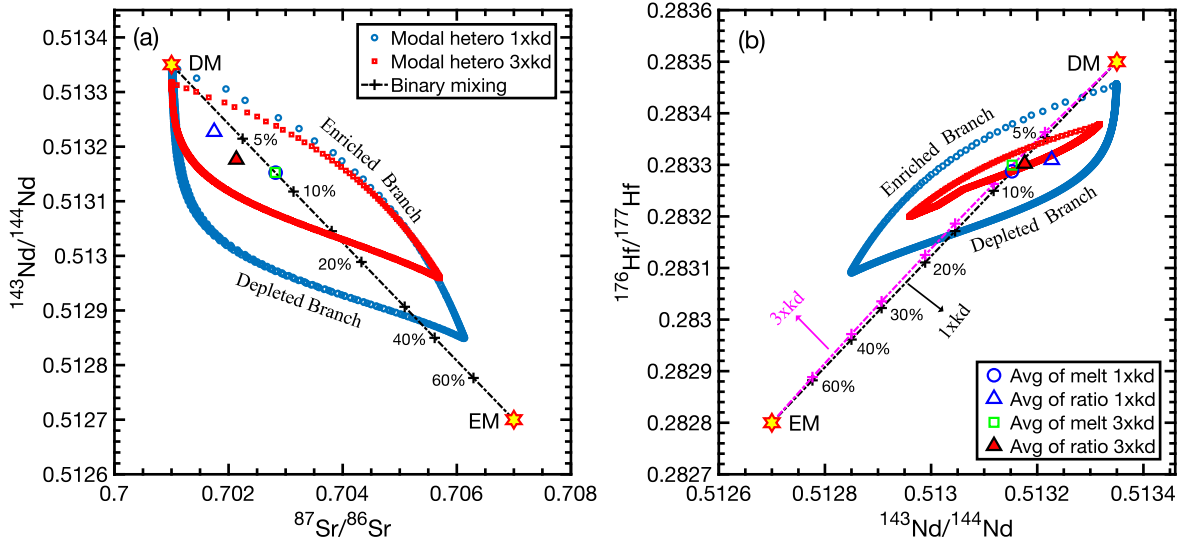 (a)
0.5134
0.5133
0.5132
0.5131
0.513
0.5129
0.5128
0.5127
0.5126
143Nd/144Nd
0.7
0.702
0.704
0.706
0.708
87Sr/86Sr
Modal hetero 1xkd
Modal hetero 3xkd
Binary mixing
DM
Enriched Branch
5%
10%
20%
Depleted Branch
40%
60%
EM
(b)
0.2836
0.2835
0.2834
0.2833
0.2832
0.2831
0.283
0.2829
0.2828
0.2827
176Hf/177Hf
0.5126
0.5128
0.513
0.5132
0.5134
143Nd/144Nd
DM
Enriched Branch
5%
10%
Depleted Branch
20%
30%
3xkd
1xkd
40%
60%
EM
Avg of melt 1xkd
Avg of ratio 1xkd
Avg of melt 3xkd
Avg of ratio 3xkd